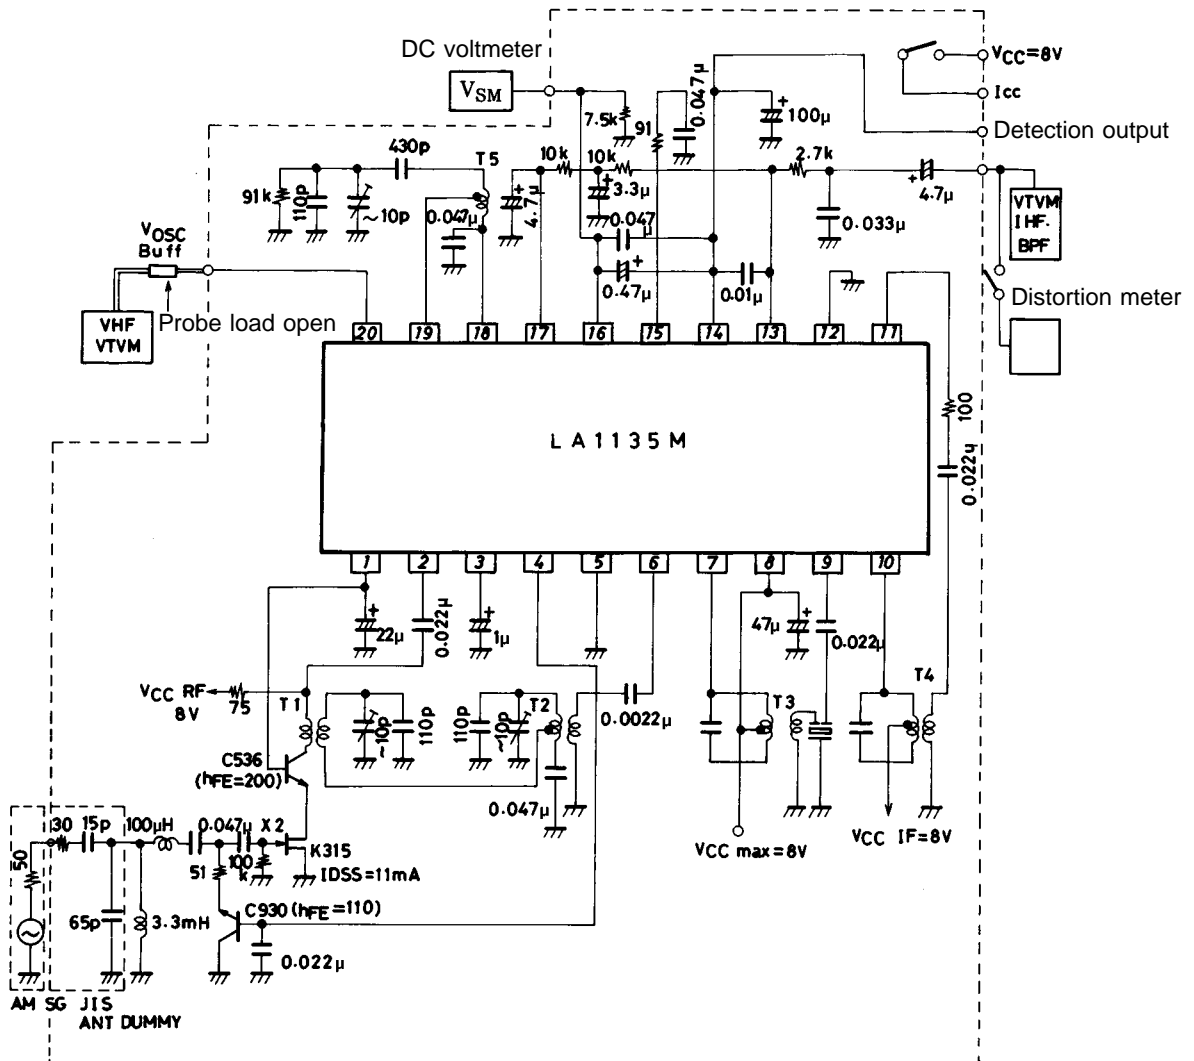 DC voltmeter
VSM
VCC=8V
ICC
Detection output
7.5k
91
0.047μ
100μ
430p
T5
10k
10k
2.7k
91k
110p
~10p
0.047μ
4.7μ
3.3μ
0.047
μ
0.033μ
4.7μ
VTVM
IHF.
BPF
VOSC
Buff
0.47μ
0.01μ
VHF
VTVM
Probe load open
Distortion meter
20 19 18 17 16 15 14 13 12 11
LA1135M
100
0.022μ
1 2 3 4 5 6 7 8 9 10
22μ
0.022μ
1μ
47μ
0.022μ
VCC RF
8V
75
T1
~10p
110p
110p
~10p
T2
0.0022μ
T3
T4
C536
(hFE=200)
0.047μ
VCC max=8V
VCC IF=8V
50
30
15p
100μH
0.047μ X2
51
100
k
K315
IDSS=11mA
65p
3.3mH
C930 (hFE=110)
0.022μ
AM SG JIS
ANT DUMMY